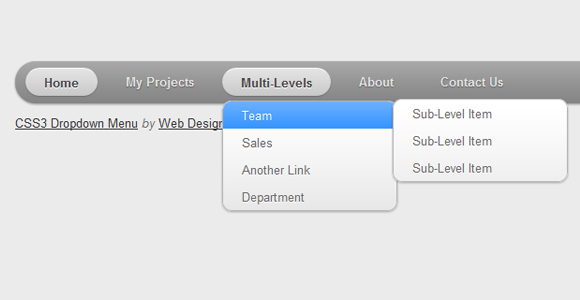 Home My Projects Multi-Levels About Contact Us
CSS3 Dropdown Menu by Web Design
Team
Sales
Another Link
Department
Sub-Level Item
Sub-Level Item
Sub-Level Item